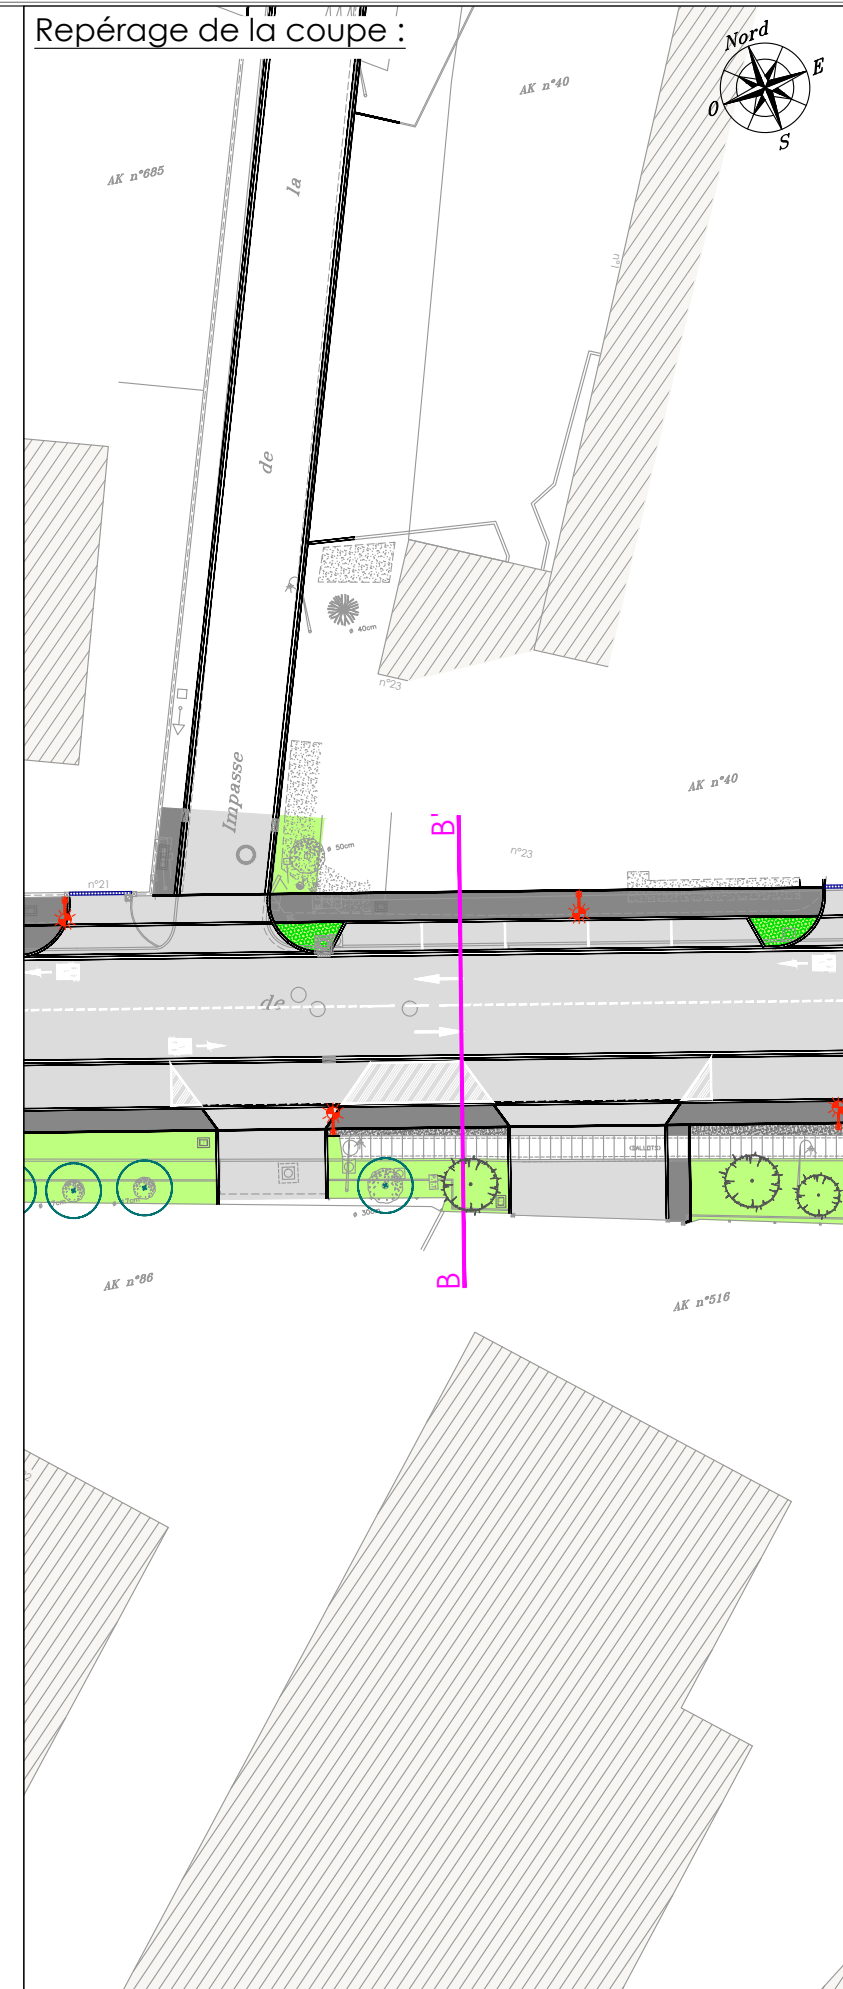 Repérage de la coupe :
Nord
E
O
S
AK n°40
AK n°685
la
de
ø 40cm
n°23
Impasse
AK n°40
B'
ø 50cm
n°23
n°21
de
B
ø 30cm
AK n°86
AK n°516